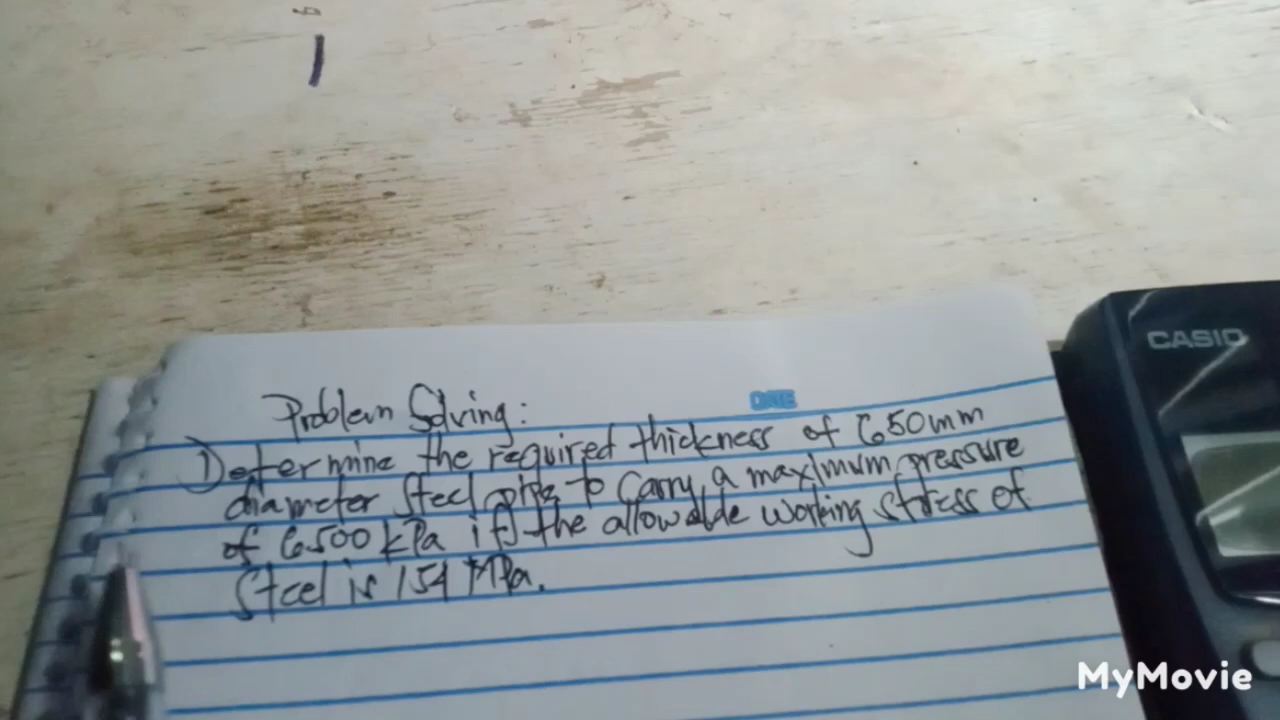 Problem Solving:
DATE
1) Determine the required thickness of 650mm
diameter steel pipe to carry a maximum pressure
of 6500 kPa if the allowable working stress of
steel is 154 MPa.
CASIO
MyMovie